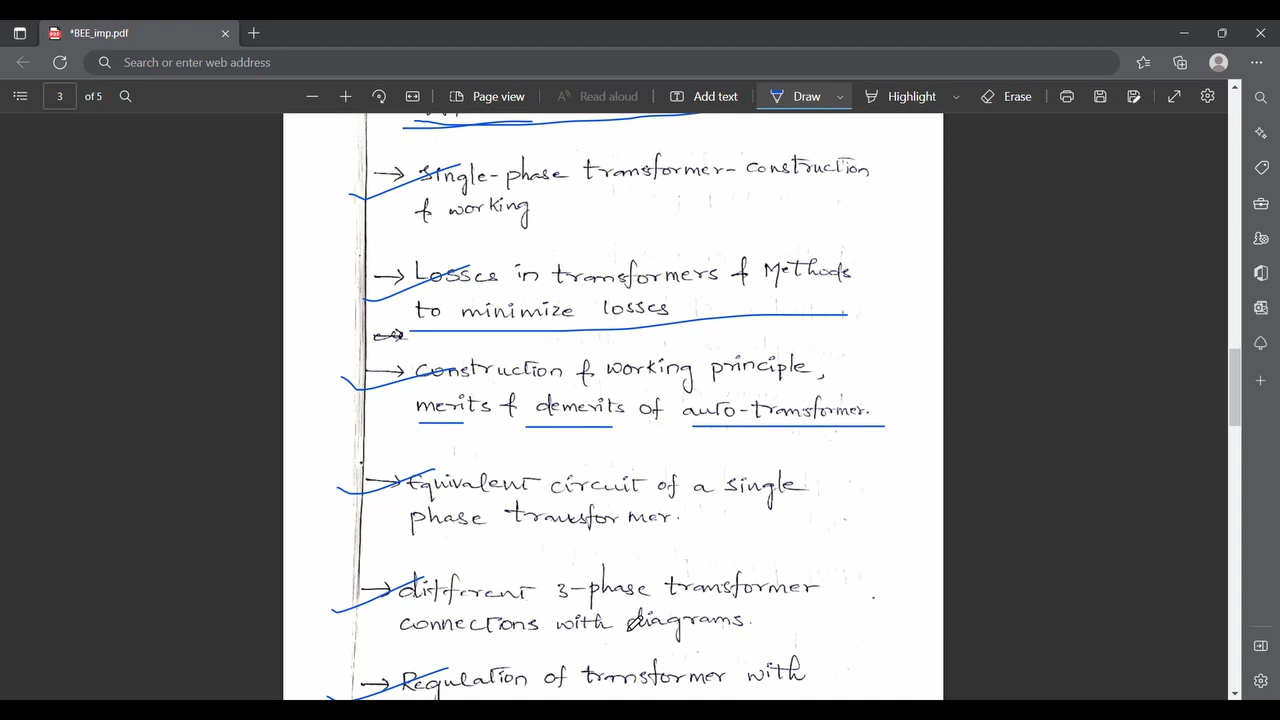 *BEE_imp.pdf
Search or enter web address
3 of 5
Page view
Read aloud
Add text
Draw
Highlight
Erase
→ Single-phase transformer - construction
& working
→ Losses in transformers & Methods
to minimize losses
→ construction & working principle,
merits & demerits of auto-transformer.
→ Equivalent circuit of a single
phase transformer.
→ different 3-phase transformer
connections with diagrams.
→ Regulation of transformer with